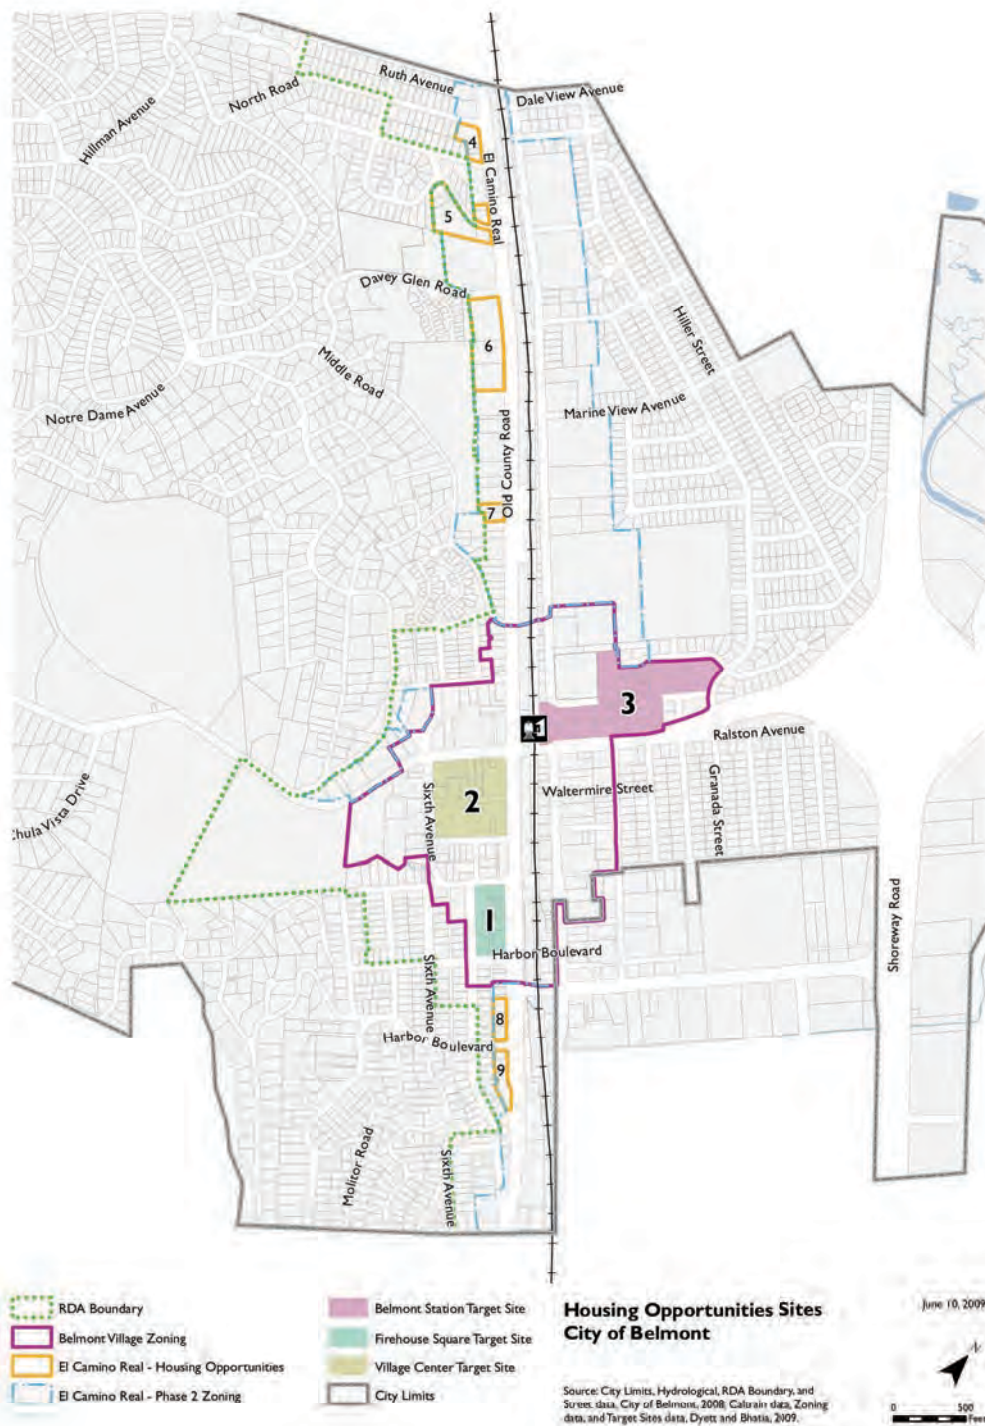 Ruth Avenue
North Road
Dale View Avenue
Hillman Avenue
4
El Camino Real
5
Davey Glen Road
Hiller Street
6
Middle Road
Notre Dame Avenue
Marine View Avenue
Old County Road
7
3
Ralston Avenue
Waltermire Street
Granada Street
Sixth Avenue
2
Chula Vista Drive
1
Harbor Boulevard
Shoreway Road
Sixth Avenue
8
Harbor Boulevard
9
Molitor Road
Sixth Avenue
RDA Boundary
Belmont Village Zoning
El Camino Real - Housing Opportunities
El Camino Real - Phase 2 Zoning
Belmont Station Target Site
Firehouse Square Target Site
Village Center Target Site
City Limits
Housing Opportunities Sites
City of Belmont
June 10, 2009
N
Source: City Limits, Hydrological, RDA Boundary, and
Street data, City of Belmont, 2008; Caltrain data, Zoning
data, and Target Sites data, Dyett and Bhatia, 2009.
0 500
Feet